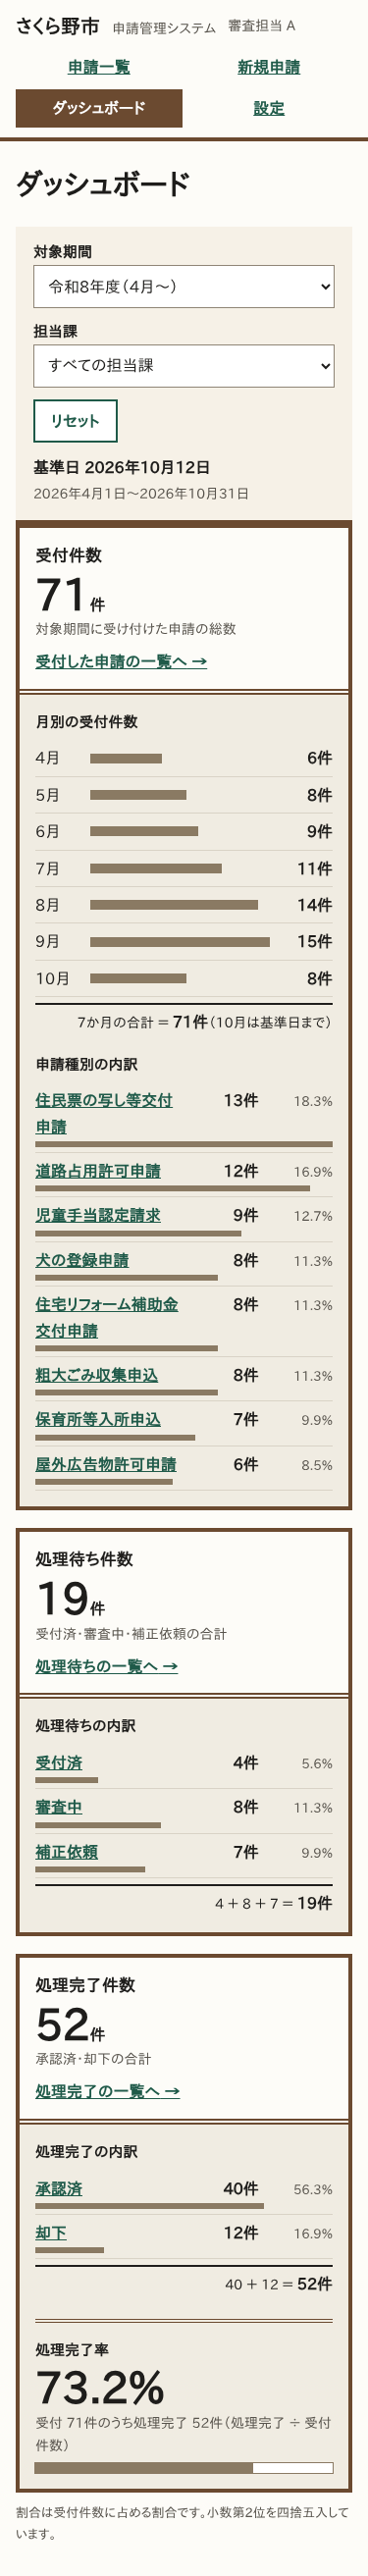 さくら野市 申請管理システム 審査担当 A
申請一覧 新規申請
ダッシュボード 設定
ダッシュボード
対象期間
令和8年度(4月〜)
担当課
すべての担当課
リセット
基準日 2026年10月12日
2026年4月1日〜2026年10月31日
受付件数
71件
対象期間に受け付けた申請の総数
受付した申請の一覧へ →
月別の受付件数
4月 6件
5月 8件
6月 9件
7月 11件
8月 14件
9月 15件
10月 8件
7か月の合計 = 71件(10月は基準日まで)
申請種別の内訳
住民票の写し等交付 13件 18.3%
申請
道路占用許可申請 12件 16.9%
児童手当認定請求 9件 12.7%
犬の登録申請 8件 11.3%
住宅リフォーム補助金 8件 11.3%
交付申請
粗大ごみ収集申込 8件 11.3%
保育所等入所申込 7件 9.9%
屋外広告物許可申請 6件 8.5%
処理待ち件数
19件
受付済・審査中・補正依頼の合計
処理待ちの一覧へ →
処理待ちの内訳
受付済 4件 5.6%
審査中 8件 11.3%
補正依頼 7件 9.9%
4 + 8 + 7 = 19件
処理完了件数
52件
承認済・却下の合計
処理完了の一覧へ →
処理完了の内訳
承認済 40件 56.3%
却下 12件 16.9%
40 + 12 = 52件
処理完了率
73.2%
受付 71件のうち処理完了 52件(処理完了 ÷ 受付
件数)
割合は受付件数に占める割合です。小数第2位を四捨五入して
います。